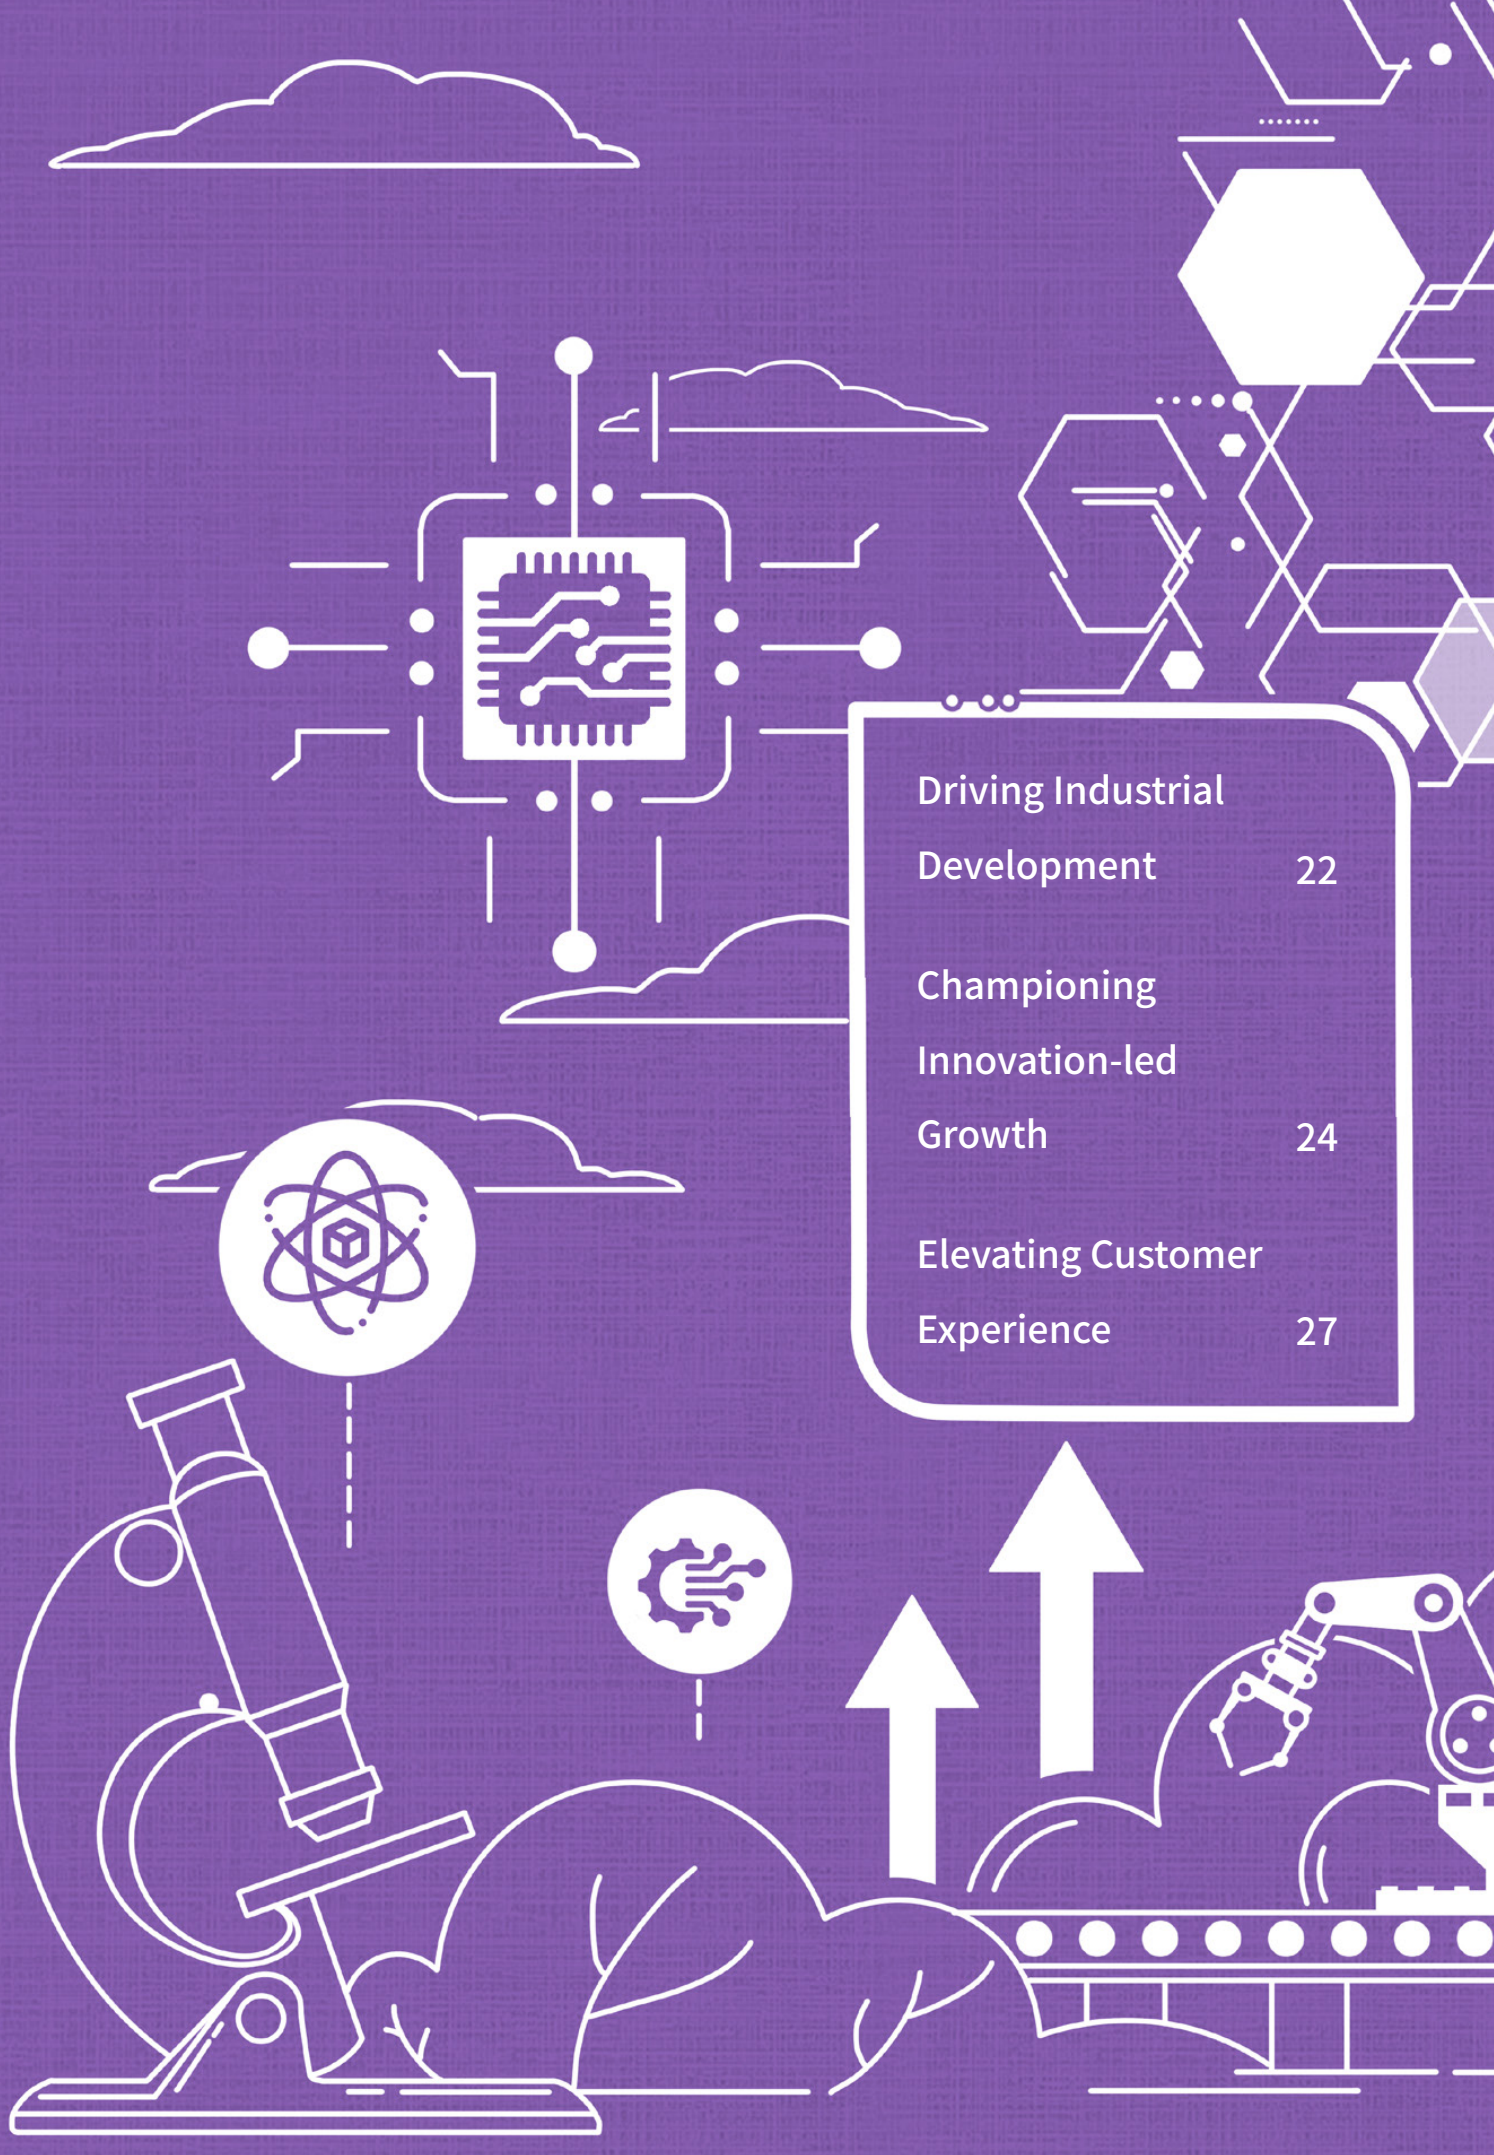 Driving Industrial
Development 22
Championing
Innovation-led
Growth 24
Elevating Customer
Experience 27